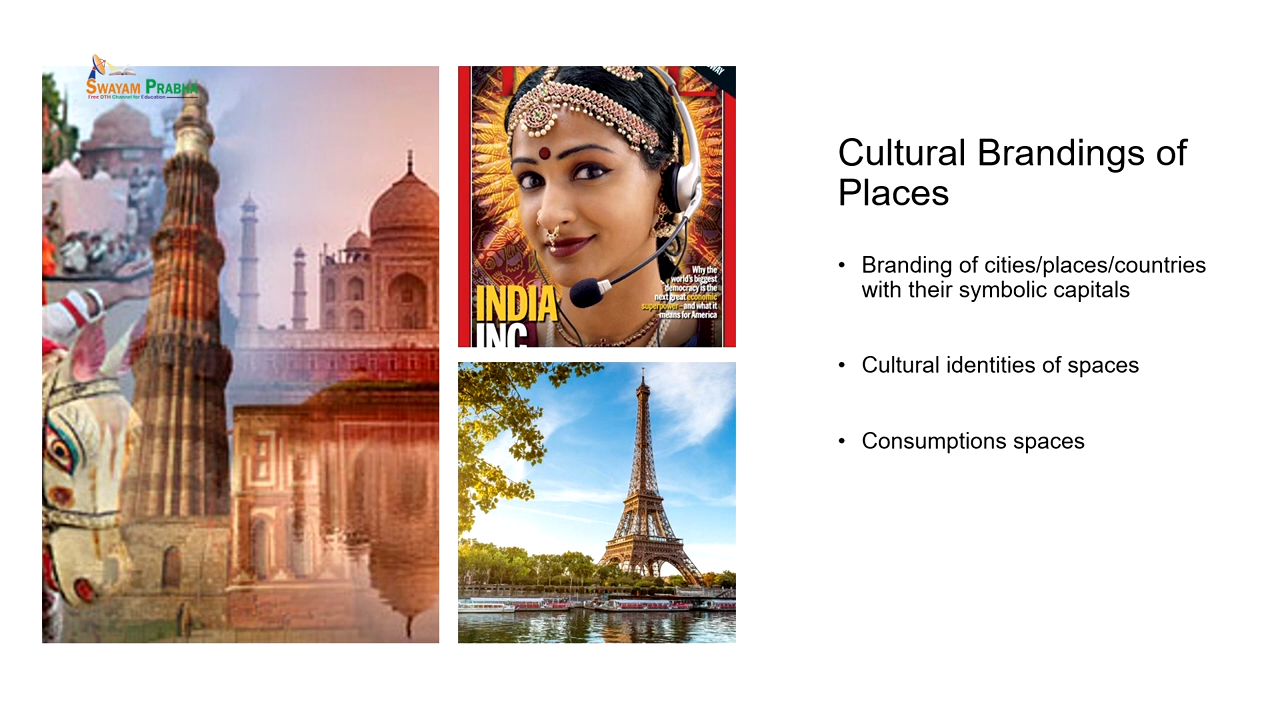 SWAYAM PRABHA
Free DTH Channel for Education
WAY
INDIA
INC
Why the
world's biggest
democracy is the
next great economic
superpower—and what it
means for America
Cultural Brandings of
Places
• Branding of cities/places/countries
with their symbolic capitals
• Cultural identities of spaces
• Consumptions spaces